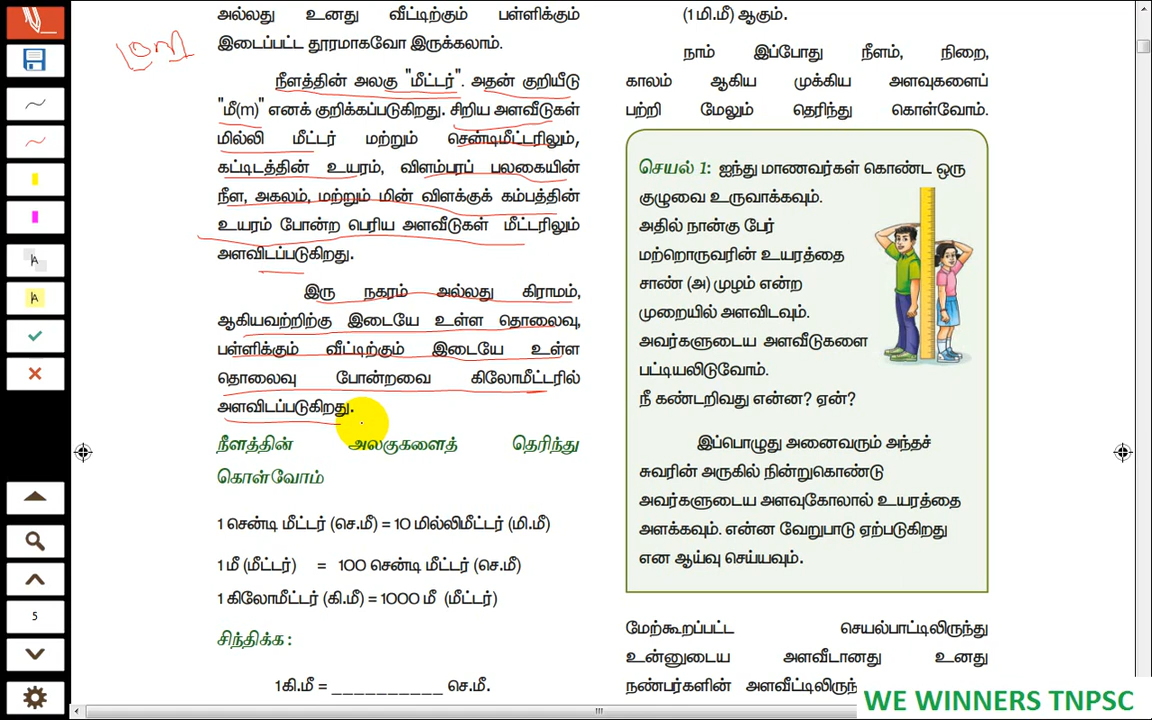 அல்லது உனது வீட்டிற்கும் பள்ளிக்கும்
இடைப்பட்ட தூரமாகவோ இருக்கலாம்.
நீளத்தின் அலகு "மீட்டர்". அதன் குறியீடு
"மீ(m)" எனக் குறிக்கப்படுகிறது. சிறிய அளவீடுகள்
மில்லி மீட்டர் மற்றும் சென்டிமீட்டரிலும்,
கட்டிடத்தின் உயரம், விளம்பரப் பலகையின்
நீள, அகலம், மற்றும் மின் விளக்குக் கம்பத்தின்
உயரம் போன்ற பெரிய அளவீடுகள் மீட்டரிலும்
அளவிடப்படுகிறது.
இரு நகரம் அல்லது கிராமம்,
ஆகியவற்றிற்கு இடையே உள்ள தொலைவு,
பள்ளிக்கும் வீட்டிற்கும் இடையே உள்ள
தொலைவு போன்றவை கிலோமீட்டரில்
அளவிடப்படுகிறது.
நீளத்தின் அலகுகளைத் தெரிந்து
கொள்வோம்
1 சென்டி மீட்டர் (செ.மீ) = 10 மில்லிமீட்டர் (மி.மீ)
1 மீ (மீட்டர்) = 100 சென்டி மீட்டர் (செ.மீ)
1 கிலோமீட்டர் (கி.மீ) = 1000 மீ (மீட்டர்)
சிந்திக்க :
1கி.மீ = __________ செ.மீ.
(1 மி.மீ) ஆகும்.
நாம் இப்போது நீளம், நிறை,
காலம் ஆகிய முக்கிய அளவுகளைப்
பற்றி மேலும் தெரிந்து கொள்வோம்.
செயல் 1: ஐந்து மாணவர்கள் கொண்ட ஒரு
குழுவை உருவாக்கவும்.
அதில் நான்கு பேர்
மற்றொருவரின் உயரத்தை
சாண் (அ) முழம் என்ற
முறையில் அளவிடவும்.
அவர்களுடைய அளவீடுகளை
பட்டியலிடுவோம்.
நீ கண்டறிவது என்ன? ஏன்?
இப்பொழுது அனைவரும் அந்தச்
சுவரின் அருகில் நின்றுகொண்டு
அவர்களுடைய அளவுகோலால் உயரத்தை
அளக்கவும். என்ன வேறுபாடு ஏற்படுகிறது
என ஆய்வு செய்யவும்.
மேற்கூறப்பட்ட செயல்பாட்டிலிருந்து
உன்னுடைய அளவீடானது உனது
நண்பர்களின் அளவீட்டிலிருந்
5
WE WINNERS TNPSC